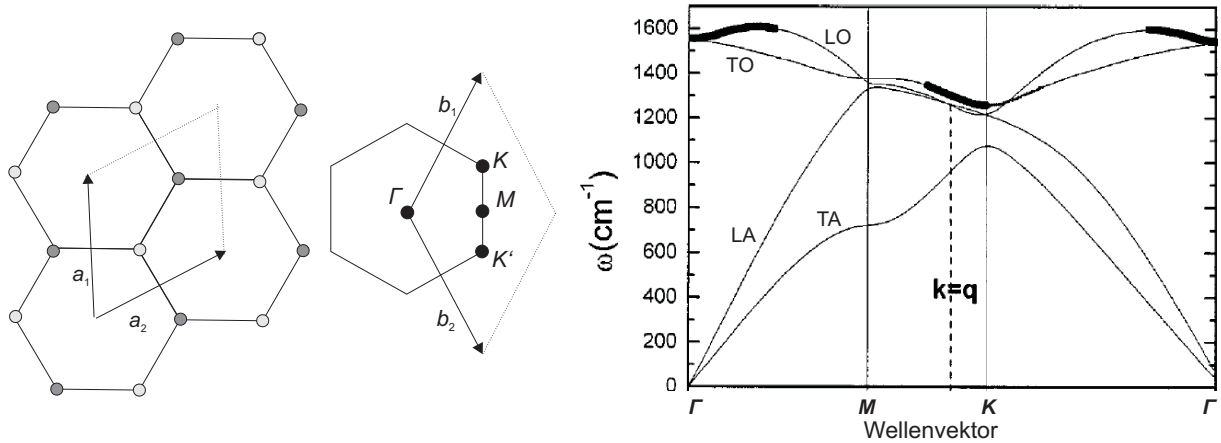 a₁
a₂
b₁
K
Γ
M
K‘
b₂
ω(cm⁻¹)
1600
1400
1200
1000
800
600
400
200
0
LO
TO
LA
TA
k=q
Γ
M
K
Γ
Wellenvektor